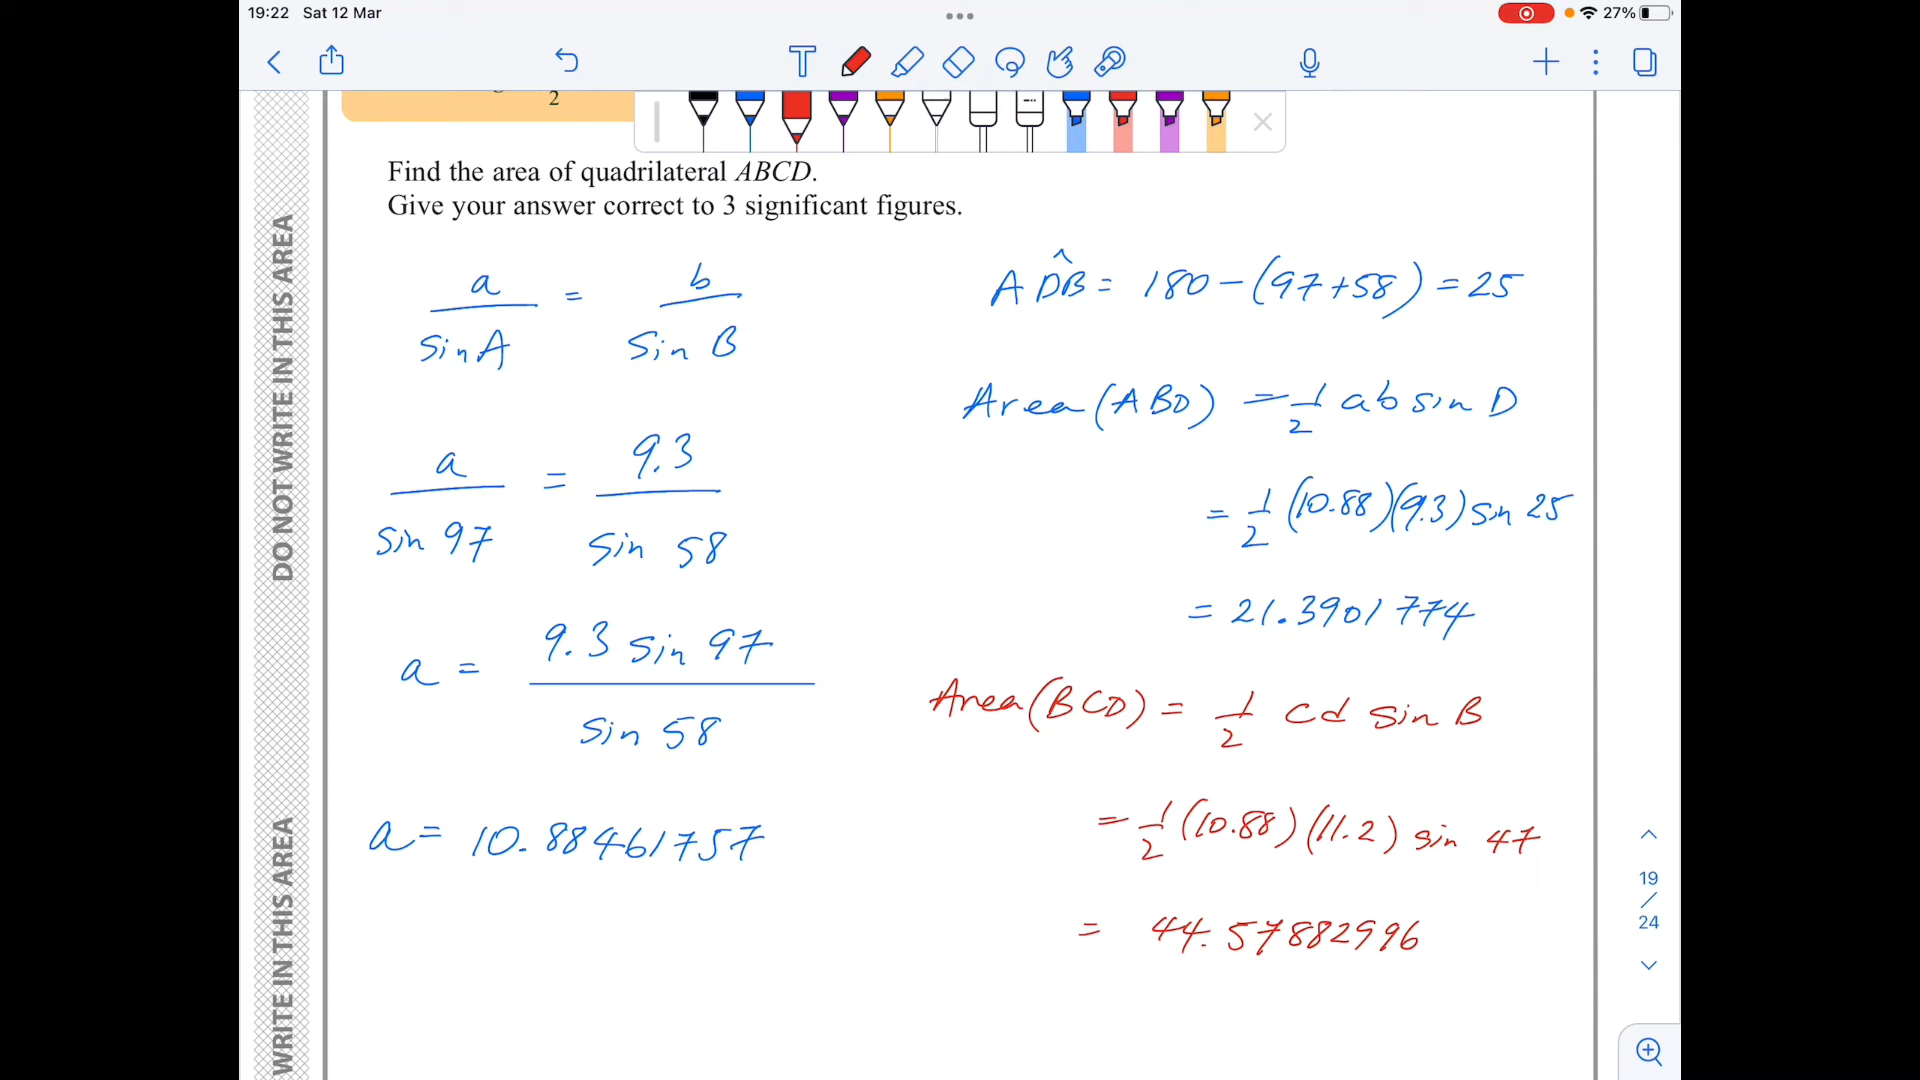 19:22 Sat 12 Mar
27%
T
2
Find the area of quadrilateral ABCD.
Give your answer correct to 3 significant figures.
a/sin A = b/sin B
a/sin 97 = 9.3/sin 58
a = 9.3 sin 97/sin 58
a = 10.88461757
AD̂B = 180 - (97+58) = 25
Area (ABD) = 1/2 ab sin D
= 1/2 (10.88)(9.3) sin 25
= 21.3901774
Area (BCD) = 1/2 cd sin B
= 1/2 (10.88)(11.2) sin 47
= 44.57882996
DO NOT WRITE IN THIS AREA
WRITE IN THIS AREA
19
/
24